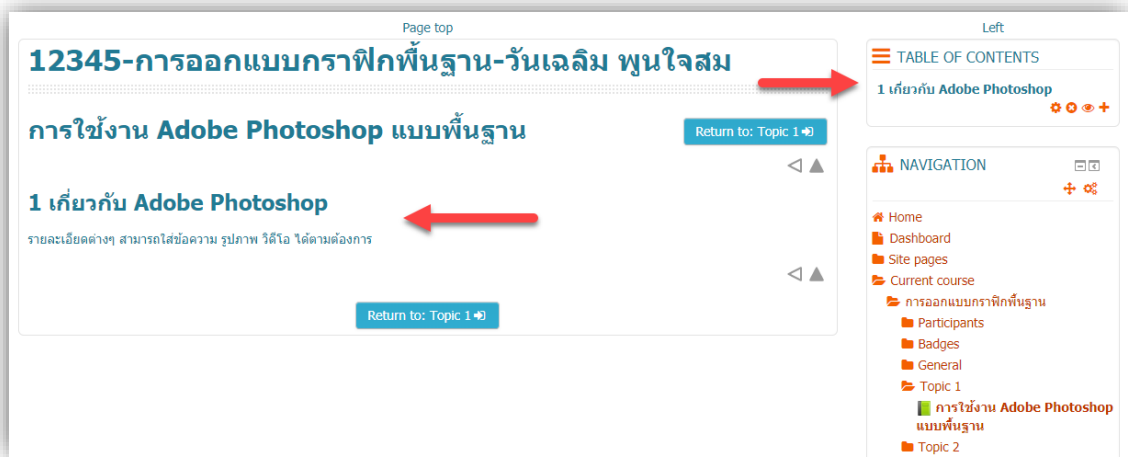 Page top
12345-การออกแบบกราฟิกพื้นฐาน-วันเฉลิม พูนใจสม
การใช้งาน Adobe Photoshop แบบพื้นฐาน
Return to: Topic 1
1 เกี่ยวกับ Adobe Photoshop
รายละเอียดต่างๆ สามารถใส่ข้อความ รูปภาพ วิดีโอ ได้ตามต้องการ
Return to: Topic 1
Left
TABLE OF CONTENTS
1 เกี่ยวกับ Adobe Photoshop
NAVIGATION
Home
Dashboard
Site pages
Current course
การออกแบบกราฟิกพื้นฐาน
Participants
Badges
General
Topic 1
การใช้งาน Adobe Photoshop
แบบพื้นฐาน
Topic 2